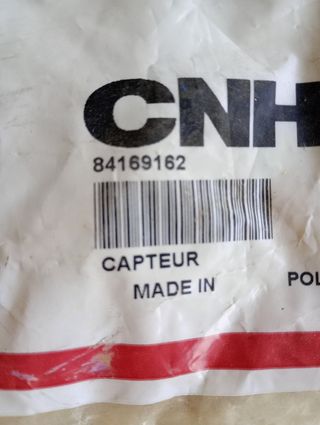 CNH
84169162
CAPTEUR
MADE IN POL